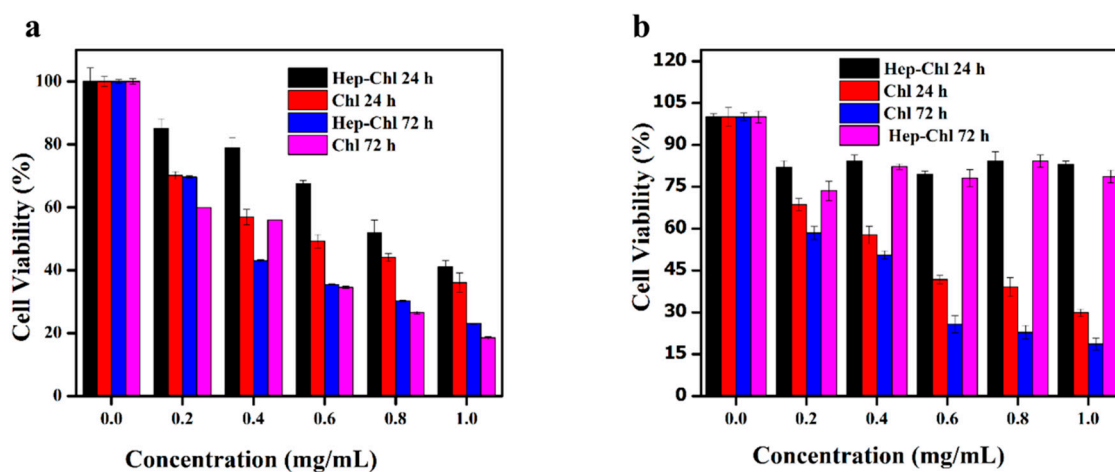 a
Cell Viability (%)
100
80
60
40
20
0
Hep-Chl 24 h
Chl 24 h
Hep-Chl 72 h
Chl 72 h
0.0 0.2 0.4 0.6 0.8 1.0
Concentration (mg/mL)
b
Cell Viability (%)
120
105
90
75
60
45
30
15
0
Hep-Chl 24 h
Chl 24 h
Chl 72 h
Hep-Chl 72 h
0.0 0.2 0.4 0.6 0.8 1.0
Concentration (mg/mL)